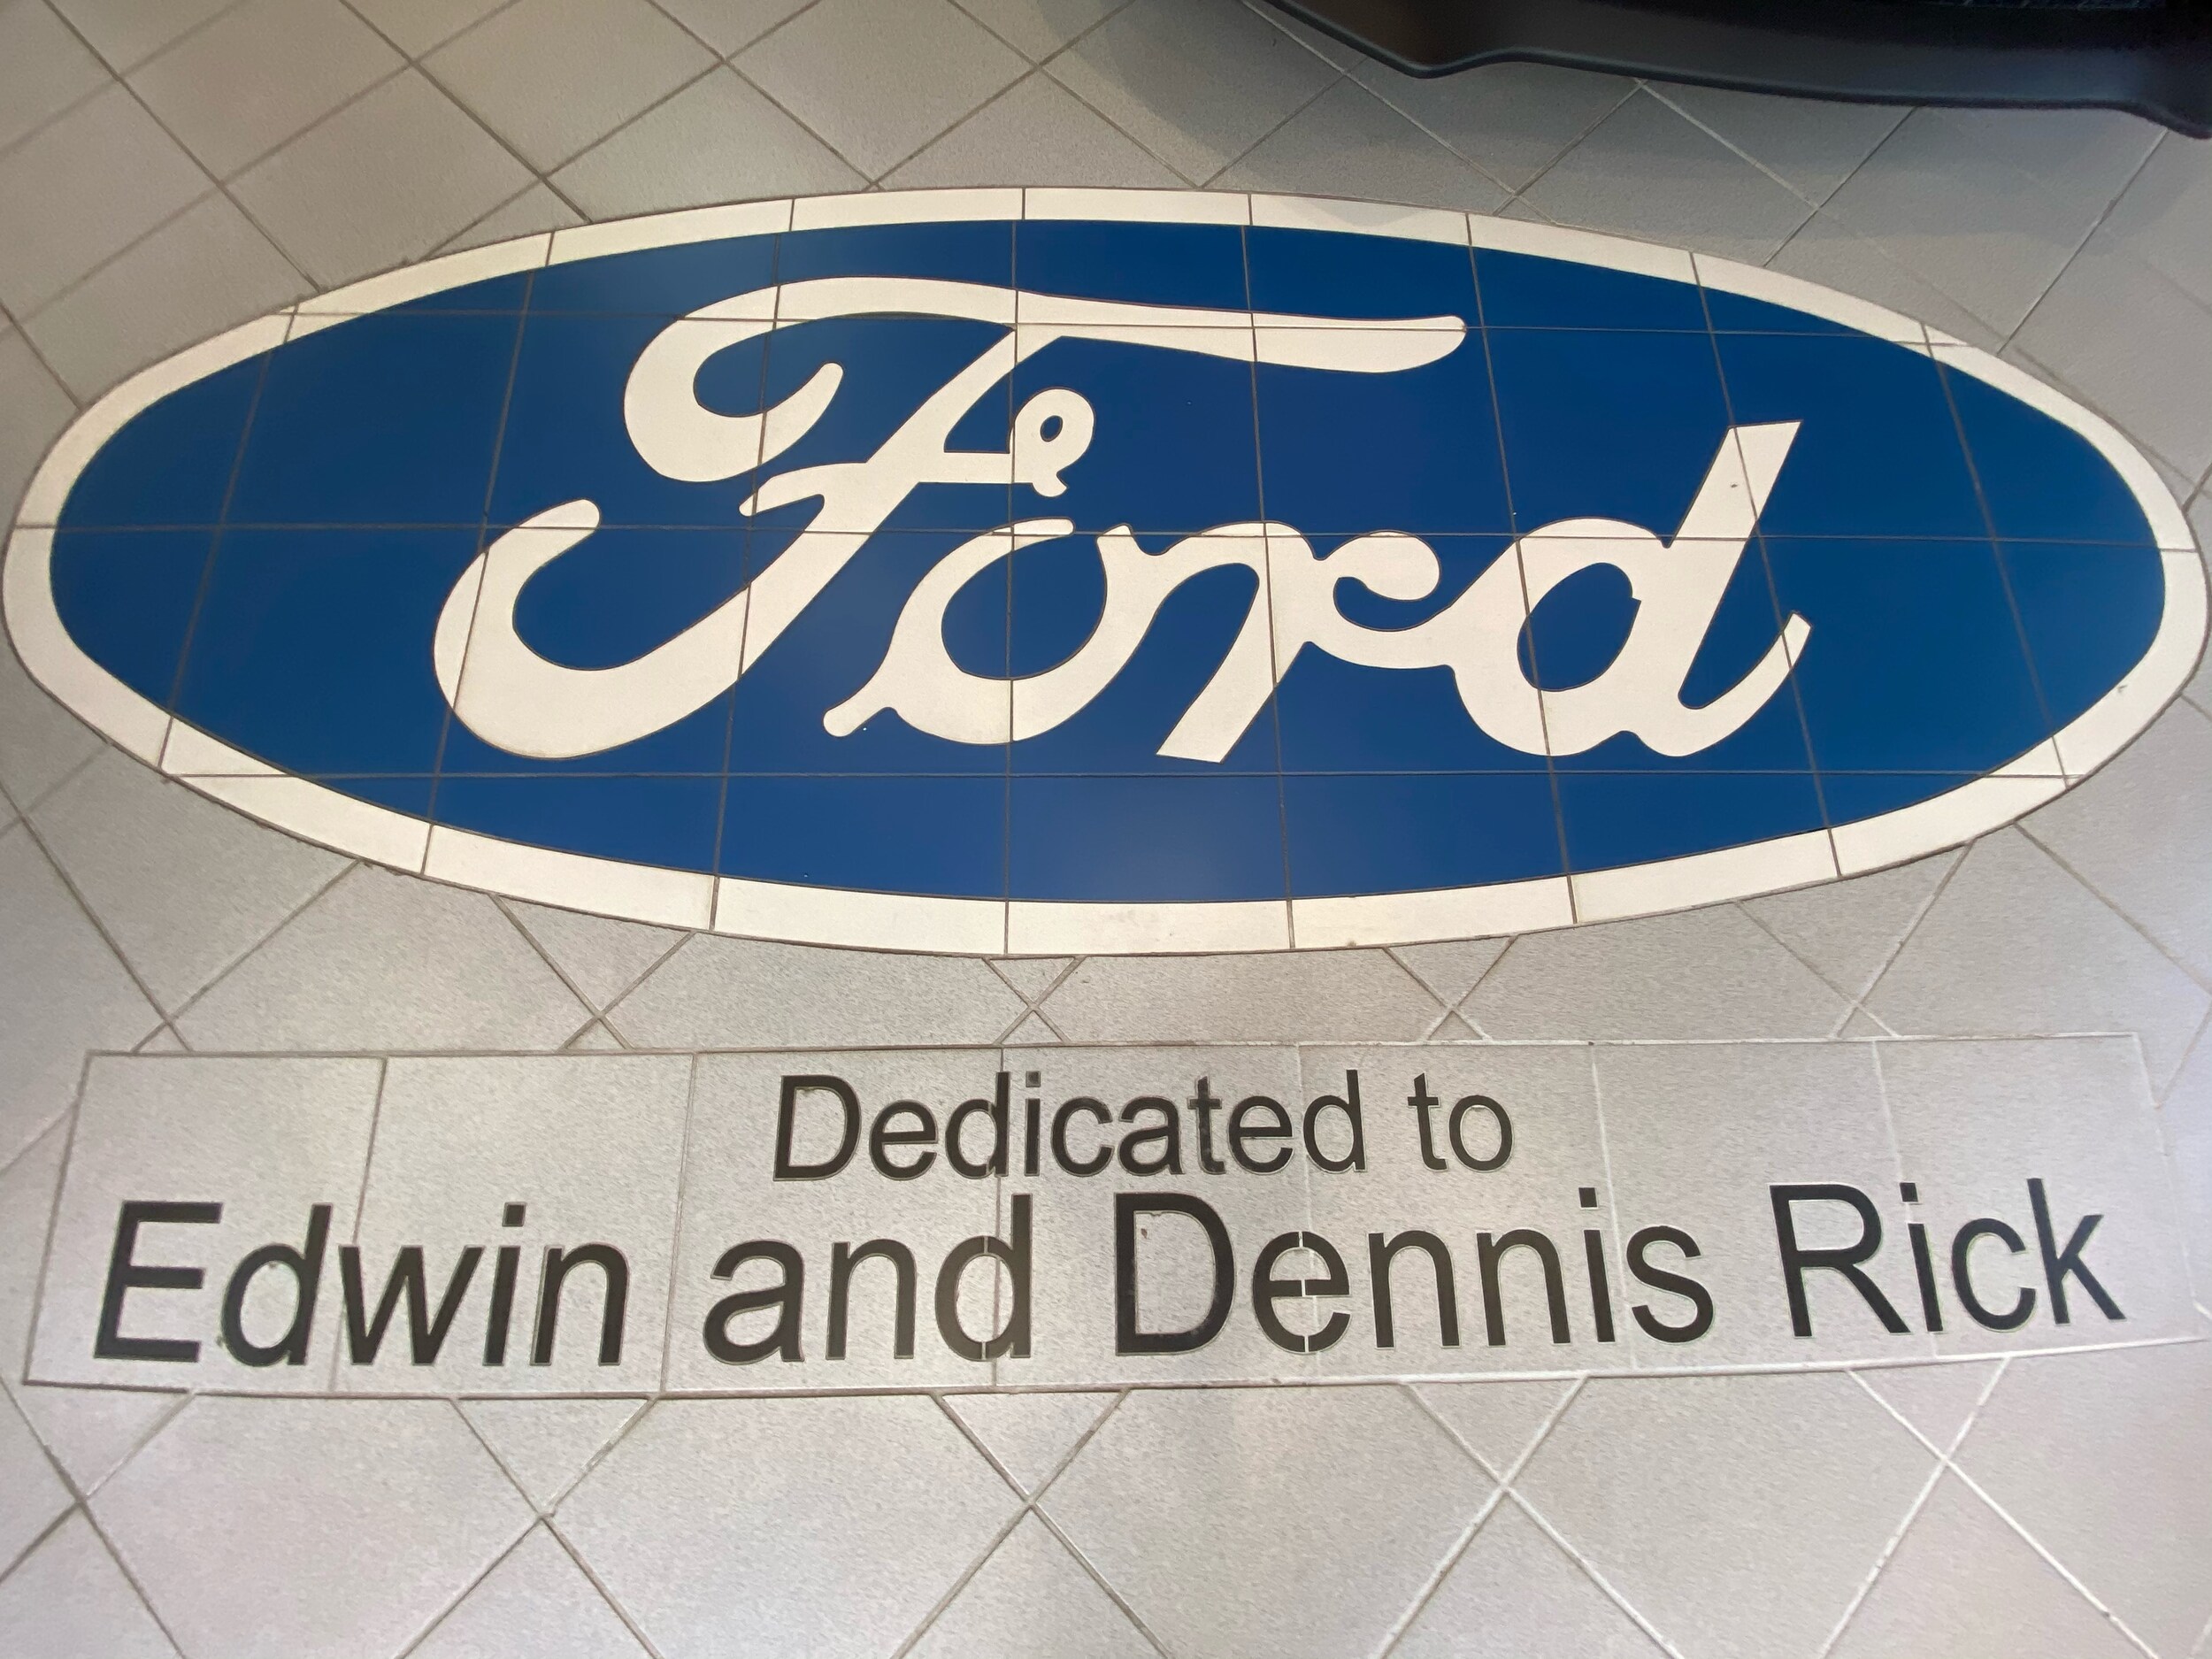 Ford
Dedicated to
Edwin and Dennis Rick